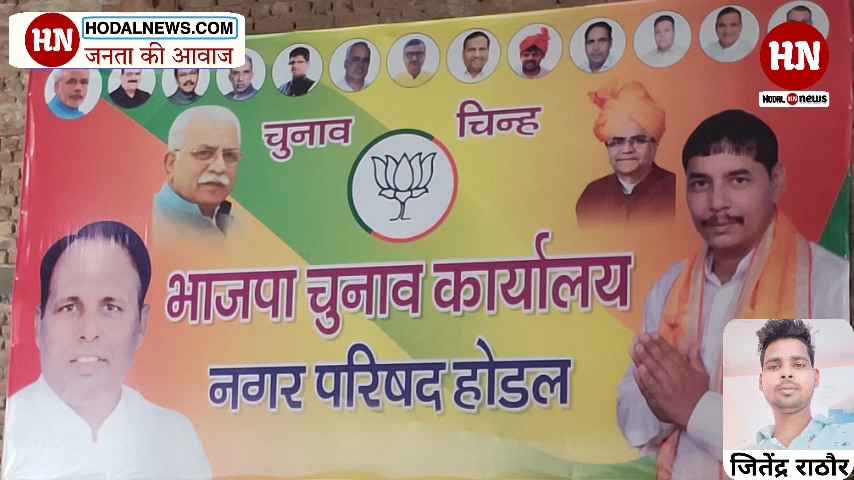 HN
HODALNEWS.COM
जनता की आवाज
HN
HODAL HN NEWS
चुनाव चिन्ह
भाजपा चुनाव कार्यालय
नगर परिषद होडल
जितेंद्र राठौर